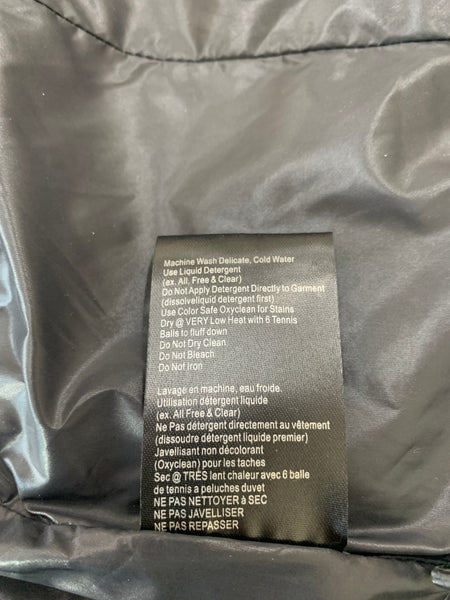 Machine Wash Delicate, Cold Water
Use Liquid Detergent
(ex. All, Free & Clear)
Do Not Apply Detergent Directly to Garment
(dissolveliquid detergent first)
Use Color Safe Oxyclean for Stains
Dry @ VERY Low Heat with 6 Tennis
Balls to fluff down
Do Not Dry Clean
Do Not Bleach
Do Not Iron
Lavage en machine, eau froide.
Utilisation détergent liquide
(ex. All Free & Clear)
Ne Pas détergent directement au vêtement
(dissoudre détergent liquide premier)
Javellisant non décolorant
(Oxyclean) pour les taches
Sec @ TRÈS lent chaleur avec 6 balle
de tennis a peluches duvet
NE PAS NETTOYER à SEC
NE PAS JAVELLISER
NE PAS REPASSER